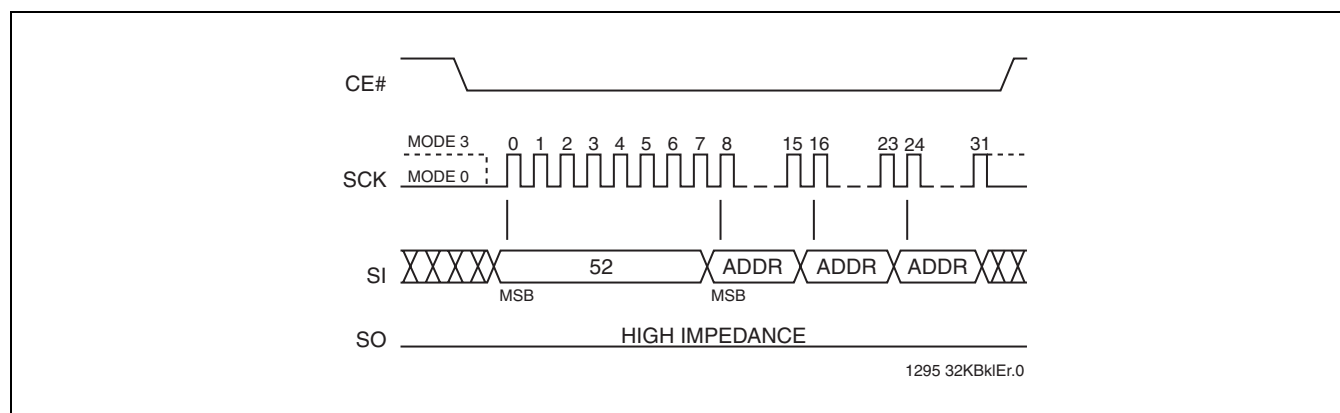 CE#
MODE 3
0 1 2 3 4 5 6 7 8 15 16 23 24 31
SCK
MODE 0
SI
52 ADDR ADDR ADDR
MSB MSB
SO
HIGH IMPEDANCE
1295 32KBklEr.0